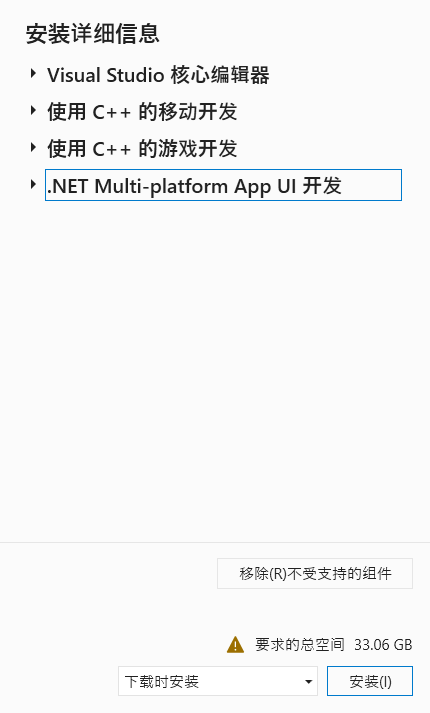 安装详细信息
Visual Studio 核心编辑器
使用 C++ 的移动开发
使用 C++ 的游戏开发
.NET Multi-platform App UI 开发
移除(R)不受支持的组件
要求的总空间 33.06 GB
下载时安装 安装(I)